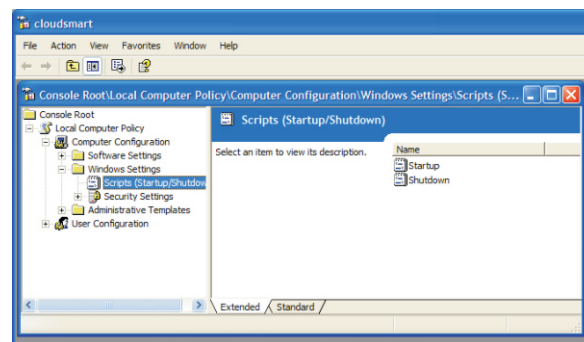 cloudsmart
File Action View Favorites Window Help
Console Root\Local Computer Policy\Computer Configuration\Windows Settings\Scripts (S...
Console Root
Local Computer Policy
Computer Configuration
Software Settings
Windows Settings
Scripts (Startup/Shutdow
Security Settings
Administrative Templates
User Configuration
Scripts (Startup/Shutdown)
Select an item to view its description.
Name
Startup
Shutdown
Extended Standard